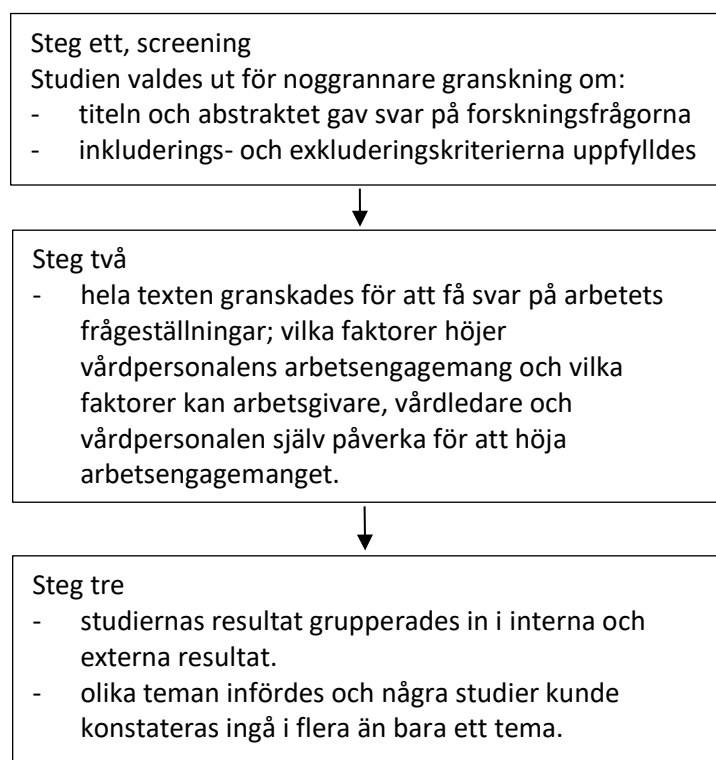 Steg ett, screening
Studien valdes ut för noggrannare granskning om:
- titeln och abstraktet gav svar på forskningsfrågorna
- inkluderings- och exkluderingskriterierna uppfylldes
Steg två
- hela texten granskades för att få svar på arbetets
frågeställningar; vilka faktorer höjer
vårdpersonalens arbetsengagemang och vilka
faktorer kan arbetsgivare, vårdledare och
vårdpersonalen själv påverka för att höja
arbetsengagemanget.
Steg tre
- studiernas resultat grupperades in i interna och
externa resultat.
- olika teman infördes och några studier kunde
konstateras ingå i flera än bara ett tema.